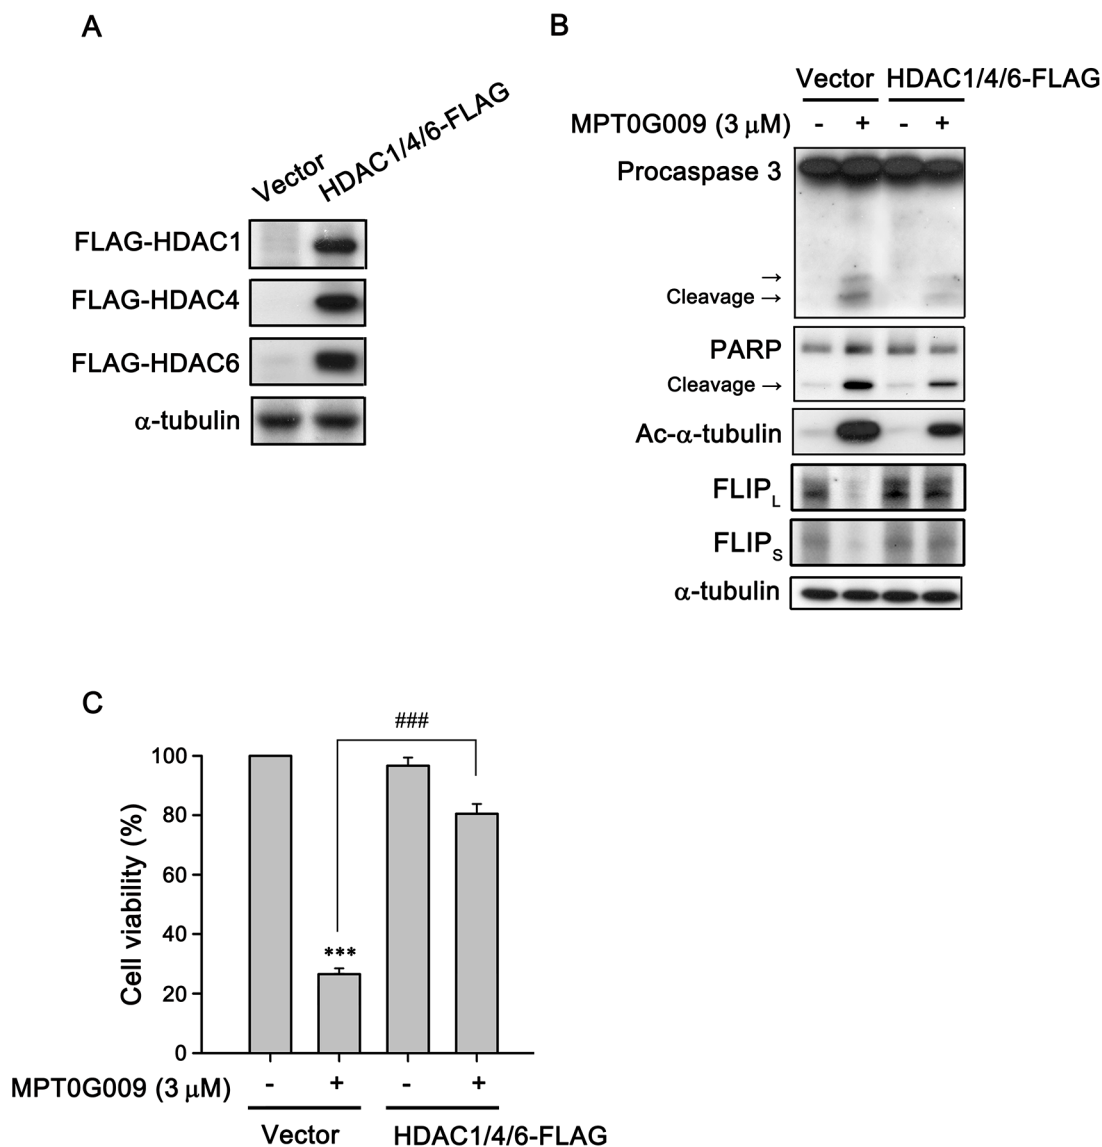 A
Vector
HDAC1/4/6-FLAG
FLAG-HDAC1
FLAG-HDAC4
FLAG-HDAC6
α-tubulin
B
Vector HDAC1/4/6-FLAG
MPT0G009 (3 μM) - + - +
Procaspase 3
→
Cleavage →
PARP
Cleavage →
Ac-α-tubulin
FLIPL
FLIPS
α-tubulin
C
###
100
80
60
40
20
0
Cell viability (%)
***
MPT0G009 (3 μM) - + - +
Vector HDAC1/4/6-FLAG